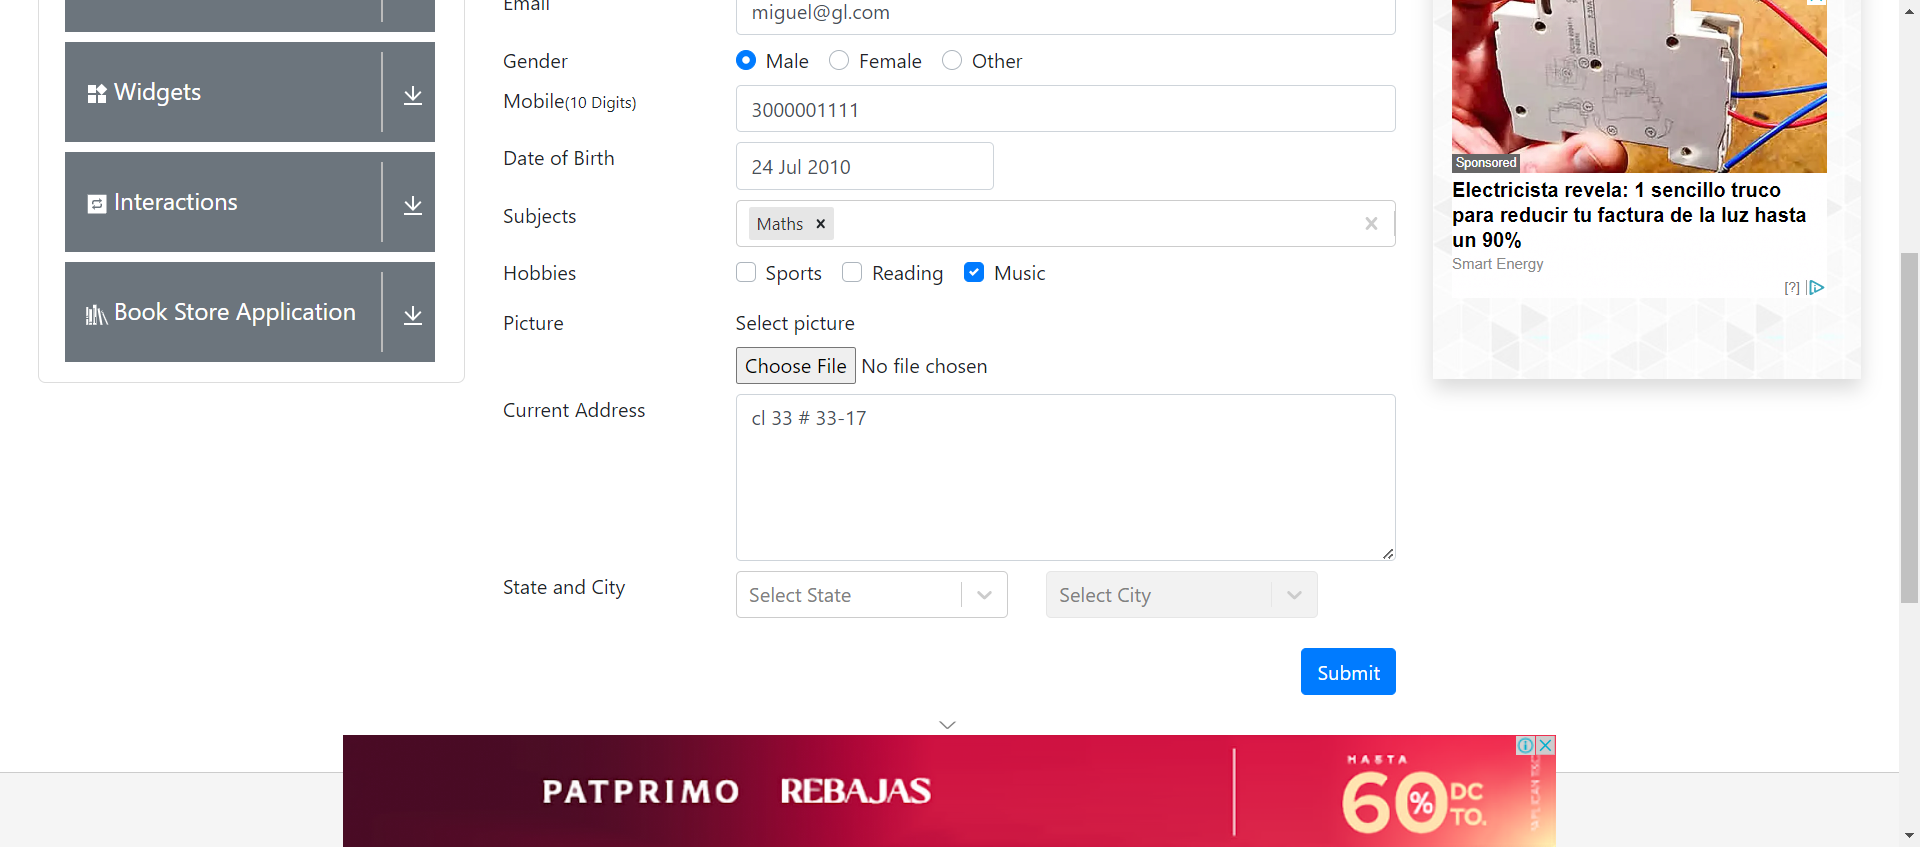 Widgets
Interactions
Book Store Application
Email
miguel@gl.com
Gender
Male
Female
Other
Mobile(10 Digits)
3000001111
Date of Birth
24 Jul 2010
Subjects
Maths
Hobbies
Sports
Reading
Music
Picture
Select picture
Choose File No file chosen
Current Address
cl 33 # 33-17
State and City
Select State
Select City
Submit
Sponsored
Electricista revela: 1 sencillo truco
para reducir tu factura de la luz hasta
un 90%
Smart Energy
[?]
PATPRIMO REBAJAS
HASTA
60% DC
TO.